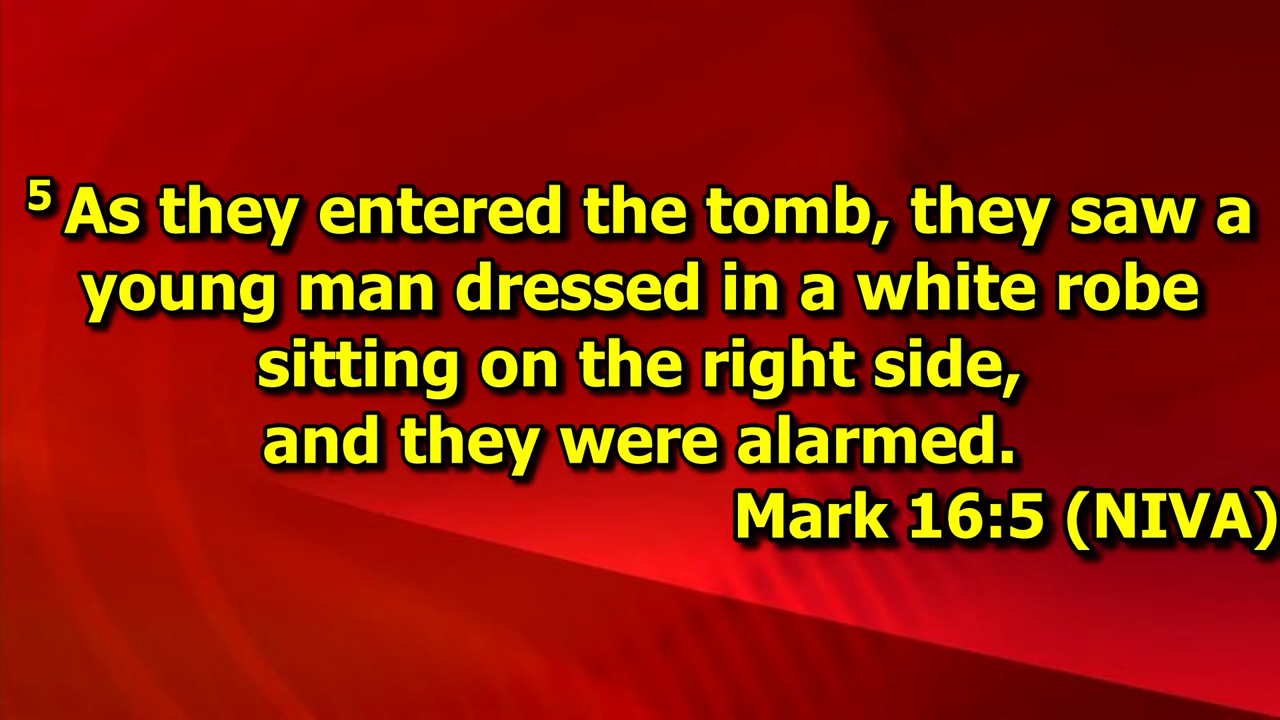 5 As they entered the tomb, they saw a
young man dressed in a white robe
sitting on the right side,
and they were alarmed.
Mark 16:5 (NIVA)